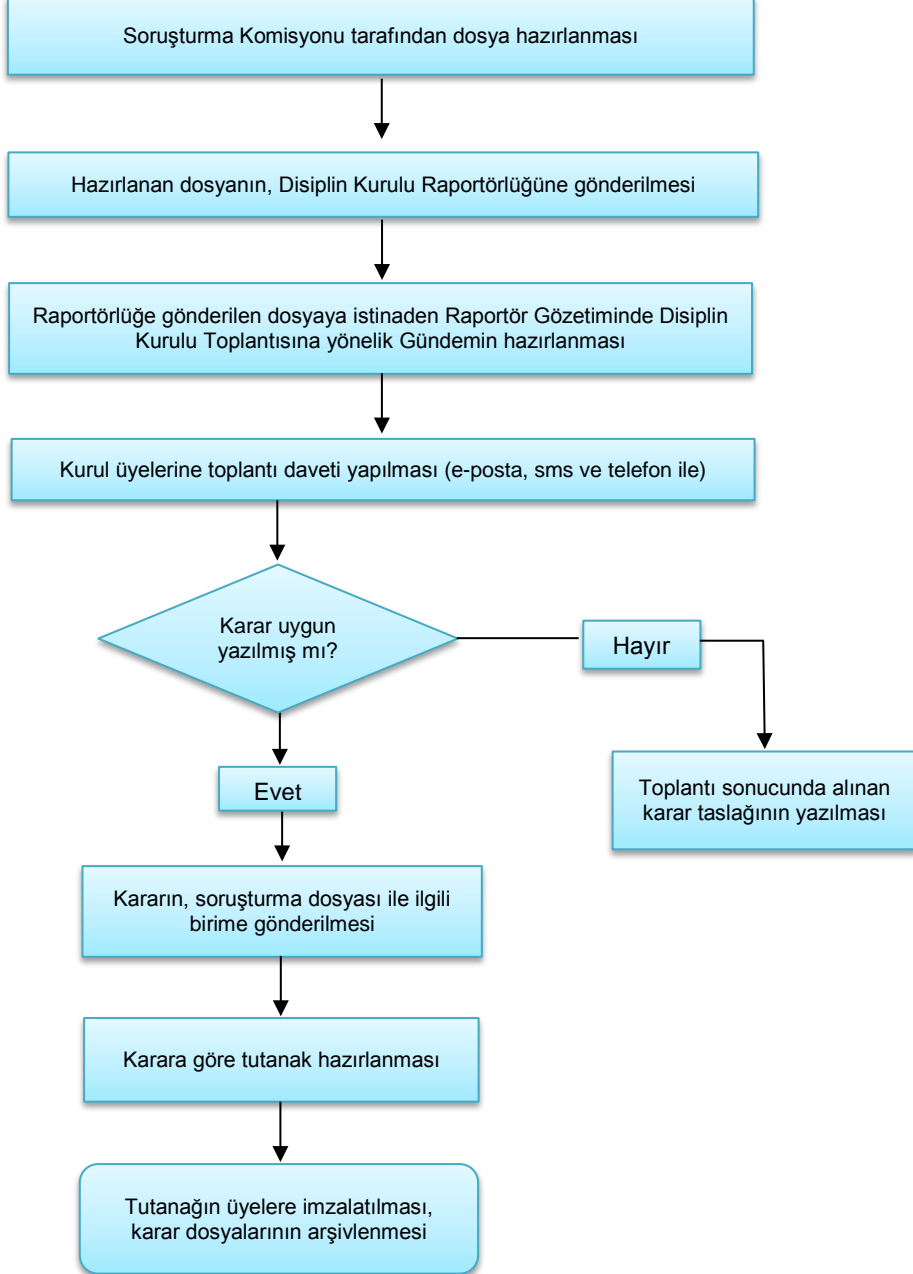 Soruşturma Komisyonu tarafından dosya hazırlanması
Hazırlanan dosyanın, Disiplin Kurulu Raportörlüğüne gönderilmesi
Raportörlüğe gönderilen dosyaya istinaden Raportör Gözetiminde Disiplin
Kurulu Toplantısına yönelik Gündemin hazırlanması
Kurul üyelerine toplantı daveti yapılması (e-posta, sms ve telefon ile)
Karar uygun
yazılmış mı?
Hayır
Evet
Toplantı sonucunda alınan
karar taslağının yazılması
Kararın, soruşturma dosyası ile ilgili
birime gönderilmesi
Karara göre tutanak hazırlanması
Tutanağın üyelere imzalatılması,
karar dosyalarının arşivlenmesi